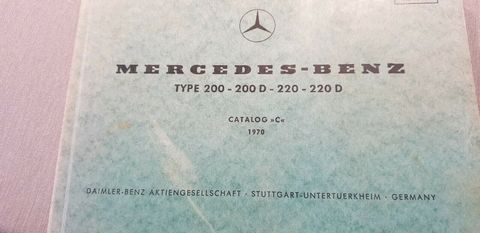 MERCEDES-BENZ
TYPE 200 - 200 D - 220 - 220 D
CATALOG »C«
1970
DAIMLER-BENZ AKTIENGESELLSCHAFT · STUTTGART-UNTERTUERKHEIM · GERMANY